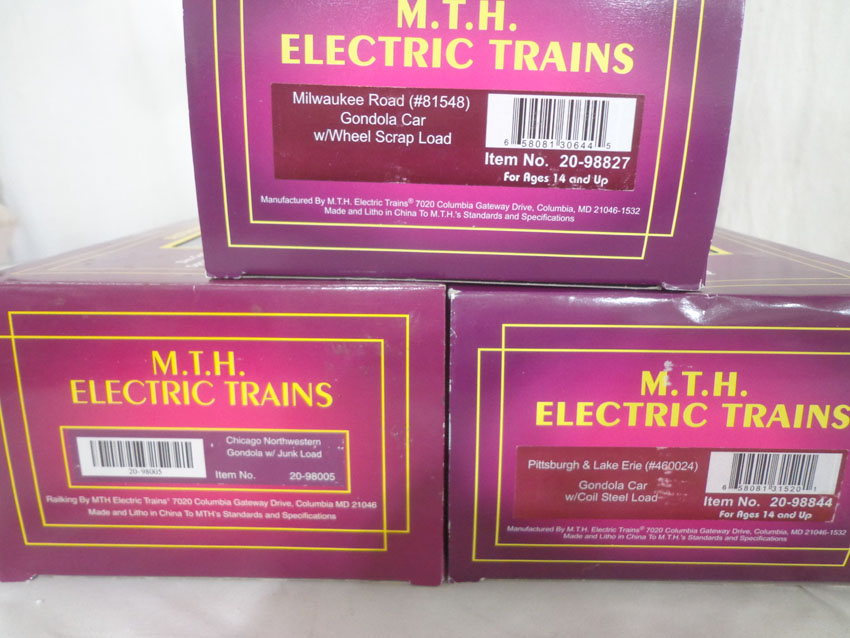 M.T.H.
ELECTRIC TRAINS
Milwaukee Road (#81548)
Gondola Car
w/Wheel Scrap Load
6 58081 30644 5
Item No. 20-98827
For Ages 14 and Up
Manufactured By M.T.H. Electric Trains® 7020 Columbia Gateway Drive, Columbia, MD 21046-1532
Made and Litho in China To M.T.H.'s Standards and Specifications
M.T.H.
ELECTRIC TRAINS
20-98005
Chicago Northwestern
Gondola w/ Junk Load
Item No. 20-98005
Railking By MTH Electric Trains® 7020 Columbia Gateway Drive, Columbia MD 21046
Made and Litho in China To MTH's Standards and Specifications
M.T.H.
ELECTRIC TRAINS
Pittsburgh & Lake Erie (#460024)
Gondola Car
w/Coil Steel Load
6 58081 31520 1
Item No. 20-98844
For Ages 14 and Up
Manufactured By M.T.H. Electric Trains® 7020 Columbia Gateway Drive, Columbia, MD 21046-1532
Made and Litho in China To M.T.H.'s Standards and Specifications